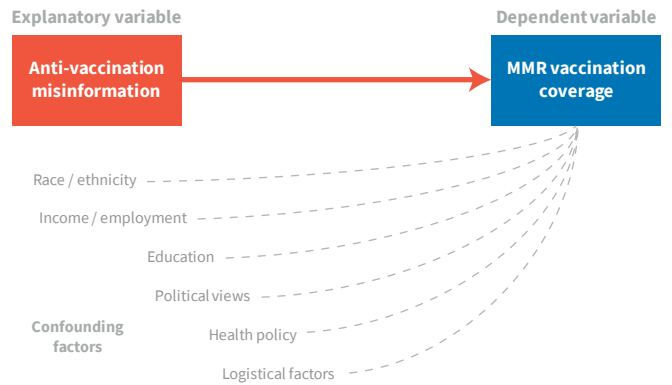 Explanatory variable
Dependent variable
Anti-vaccination
misinformation
MMR vaccination
coverage
Race / ethnicity
Income / employment
Education
Political views
Health policy
Logistical factors
Confounding
factors